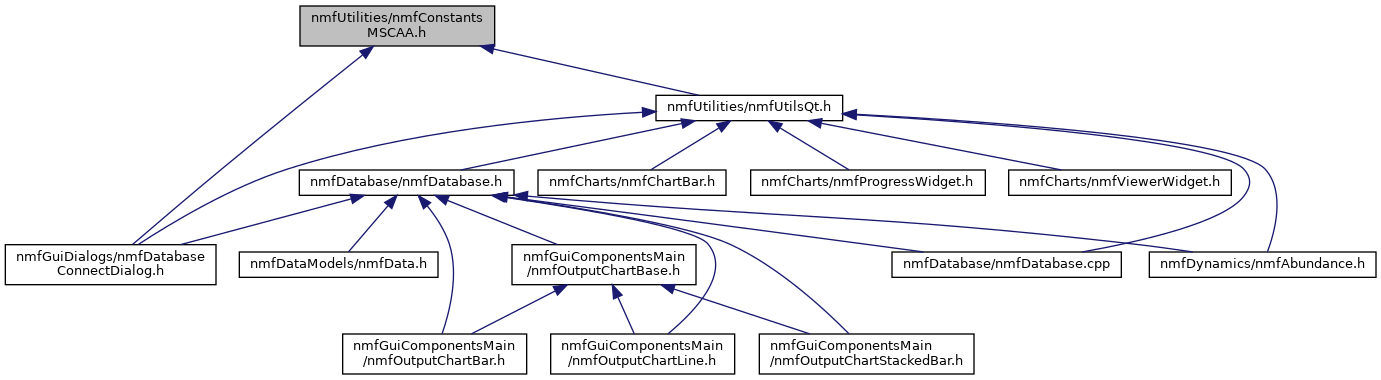 nmfUtilities/nmfConstants
MSCAA.h
nmfUtilities/nmfUtilsQt.h
nmfDatabase/nmfDatabase.h
nmfCharts/nmfChartBar.h
nmfCharts/nmfProgressWidget.h
nmfCharts/nmfViewerWidget.h
nmfGuiDialogs/nmfDatabase
ConnectDialog.h
nmfDataModels/nmfData.h
nmfGuiComponentsMain
/nmfOutputChartBase.h
nmfDatabase/nmfDatabase.cpp
nmfDynamics/nmfAbundance.h
nmfGuiComponentsMain
/nmfOutputChartBar.h
nmfGuiComponentsMain
/nmfOutputChartLine.h
nmfGuiComponentsMain
/nmfOutputChartStackedBar.h